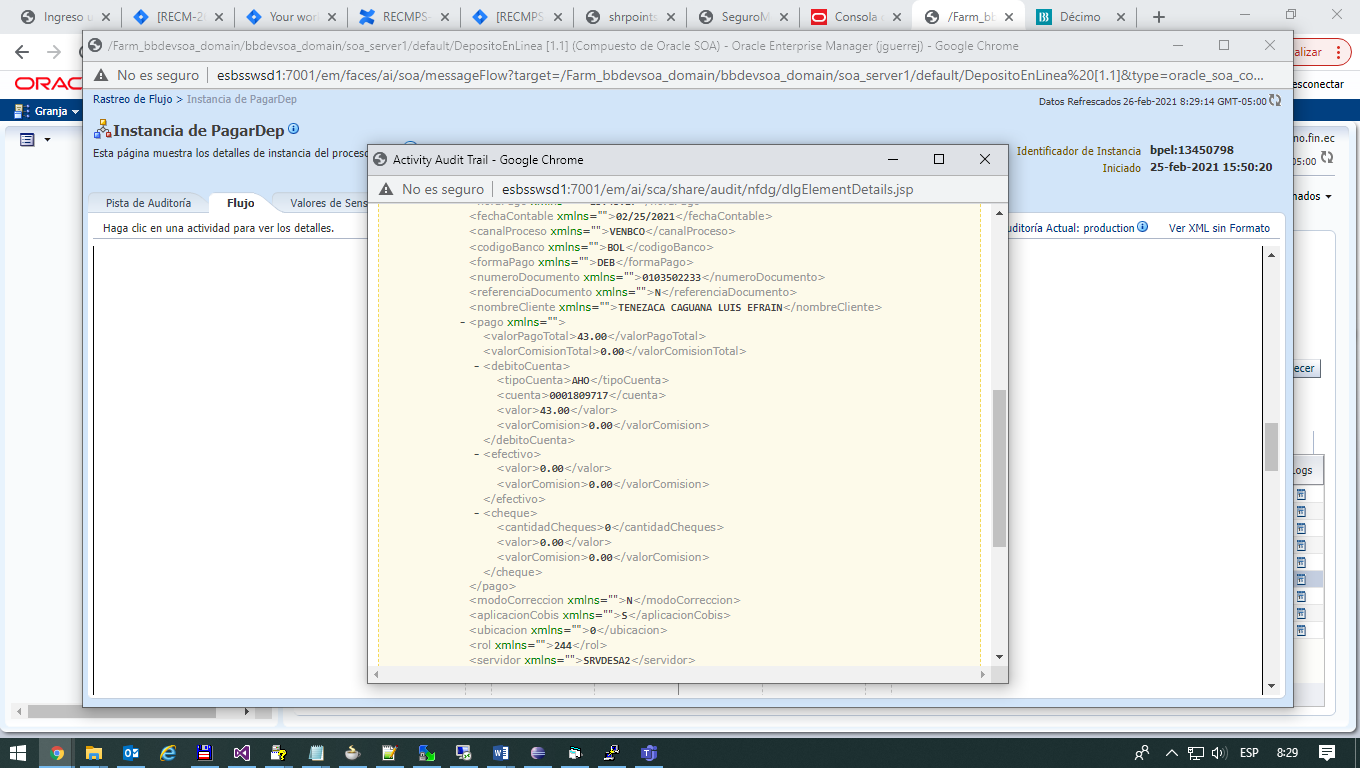 Ingreso u
[RECM-20
Your work
RECMPS-
[RECMPS
shrpoints
SeguroM
Consola d
/Farm_bb
Décimo
/Farm_bbdevsoa_domain/bbdevsoa_domain/soa_server1/default/DepositoEnLinea [1.1] (Compuesto de Oracle SOA) - Oracle Enterprise Manager (jguerrej) - Google Chrome
alizar
No es seguro
esbsswsd1:7001/em/faces/ai/soa/messageFlow?target=/Farm_bbdevsoa_domain/bbdevsoa_domain/soa_server1/default/DepositoEnLinea%20[1.1]&type=oracle_soa_co...
ORAC
esconectar
Rastreo de Flujo > Instancia de PagarDep
Datos Refrescados 26-feb-2021 8:29:14 GMT-05:00
Granja
Instancia de PagarDep
no.fin.ec
Esta página muestra los detalles de instancia del proceso
Identificador de Instancia bpel:13450798
05:00
Iniciado 25-feb-2021 15:50:20
nados
Pista de Auditoría
Flujo
Valores de Sens
Haga clic en una actividad para ver los detalles.
uditoría Actual: production
Ver XML sin Formato
ecer
ogs
Activity Audit Trail - Google Chrome
No es seguro
esbsswsd1:7001/em/ai/sca/share/audit/nfdg/dlgElementDetails.jsp
<fechaContable xmlns="">02/25/2021</fechaContable>
<canalProceso xmlns="">VENBCO</canalProceso>
<codigoBanco xmlns="">BOL</codigoBanco>
<formaPago xmlns="">DEB</formaPago>
<numeroDocumento xmlns="">0103502233</numeroDocumento>
<referenciaDocumento xmlns="">N</referenciaDocumento>
<nombreCliente xmlns="">TENEZACA CAGUANA LUIS EFRAIN</nombreCliente>
- <pago xmlns="">
<valorPagoTotal>43.00</valorPagoTotal>
<valorComisionTotal>0.00</valorComisionTotal>
- <debitoCuenta>
<tipoCuenta>AHO</tipoCuenta>
<cuenta>0001809717</cuenta>
<valor>43.00</valor>
<valorComision>0.00</valorComision>
</debitoCuenta>
- <efectivo>
<valor>0.00</valor>
<valorComision>0.00</valorComision>
</efectivo>
- <cheque>
<cantidadCheques>0</cantidadCheques>
<valor>0.00</valor>
<valorComision>0.00</valorComision>
</cheque>
</pago>
<modoCorreccion xmlns="">N</modoCorreccion>
<aplicacionCobis xmlns="">S</aplicacionCobis>
<ubicacion xmlns="">0</ubicacion>
<rol xmlns="">244</rol>
<servidor xmlns="">SRVDESA2</servidor>
ESP
8:29